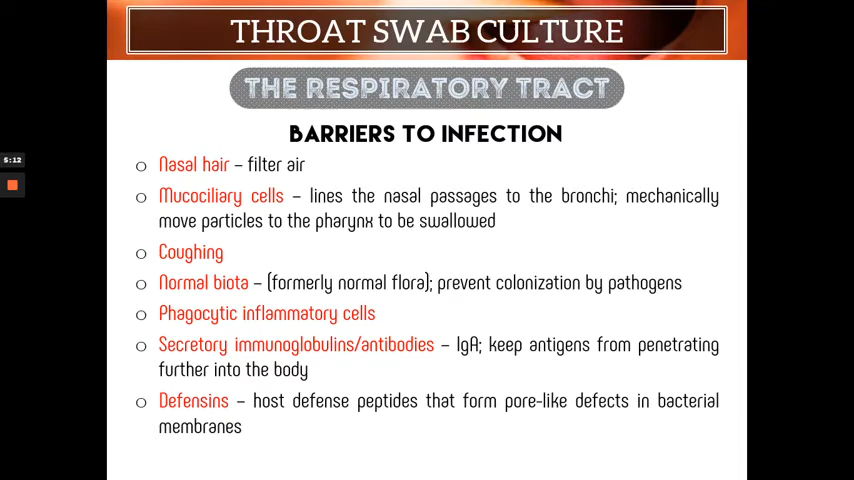 THROAT SWAB CULTURE
THE RESPIRATORY TRACT
BARRIERS TO INFECTION
5:12
o Nasal hair – filter air
o Mucociliary cells – lines the nasal passages to the bronchi; mechanically
move particles to the pharynx to be swallowed
o Coughing
o Normal biota – (formerly normal flora); prevent colonization by pathogens
o Phagocytic inflammatory cells
o Secretory immunoglobulins/antibodies – IgA; keep antigens from penetrating
further into the body
o Defensins – host defense peptides that form pore-like defects in bacterial
membranes